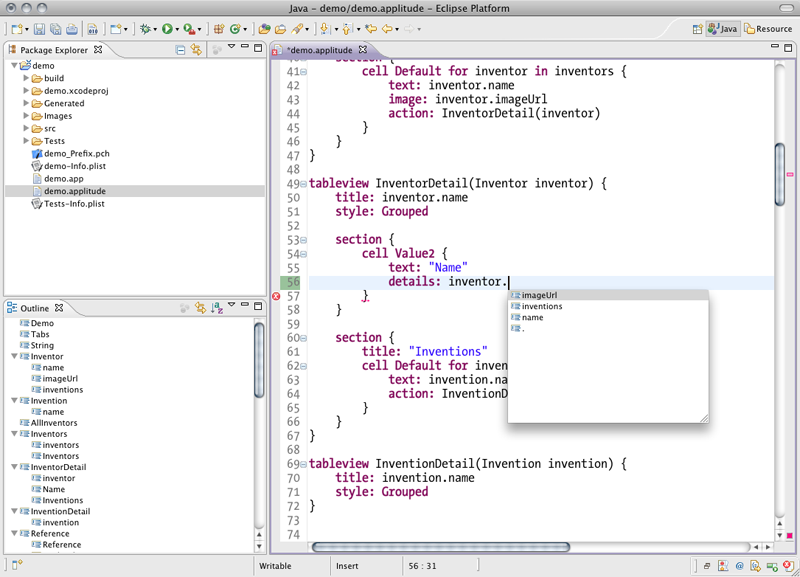 Java - demo/demo.applitude - Eclipse Platform
Java
Resource
Package Explorer
demo
build
demo.xcodeproj
Generated
Images
src
Tests
demo_Prefix.pch
demo-Info.plist
demo.app
demo.applitude
Tests-Info.plist
Outline
Demo
Tabs
String
Inventor
name
imageUrl
inventions
Invention
name
AllInventors
Inventors
inventors
Inventors
InventorDetail
inventor
Name
Inventions
InventionDetail
invention
Reference
Reference
*demo.applitude
section {
41 cell Default for inventor in inventors {
42 text: inventor.name
43 image: inventor.imageUrl
44 action: InventorDetail(inventor)
45 }
46 }
47 }
48
49 tableview InventorDetail(Inventor inventor) {
50 title: inventor.name
51 style: Grouped
52
53 section {
54 cell Value2 {
55 text: "Name"
56 details: inventor.
57 }
58 }
59
60 section {
61 title: "Inventions"
62 cell Default for inven
63 text: invention.na
64 action: InventionD
65 }
66 }
67 }
68
69 tableview InventionDetail(Invention invention) {
70 title: invention.name
71 style: Grouped
72 }
73
74
imageUrl
inventions
name
.
Writable
Insert
56 : 31